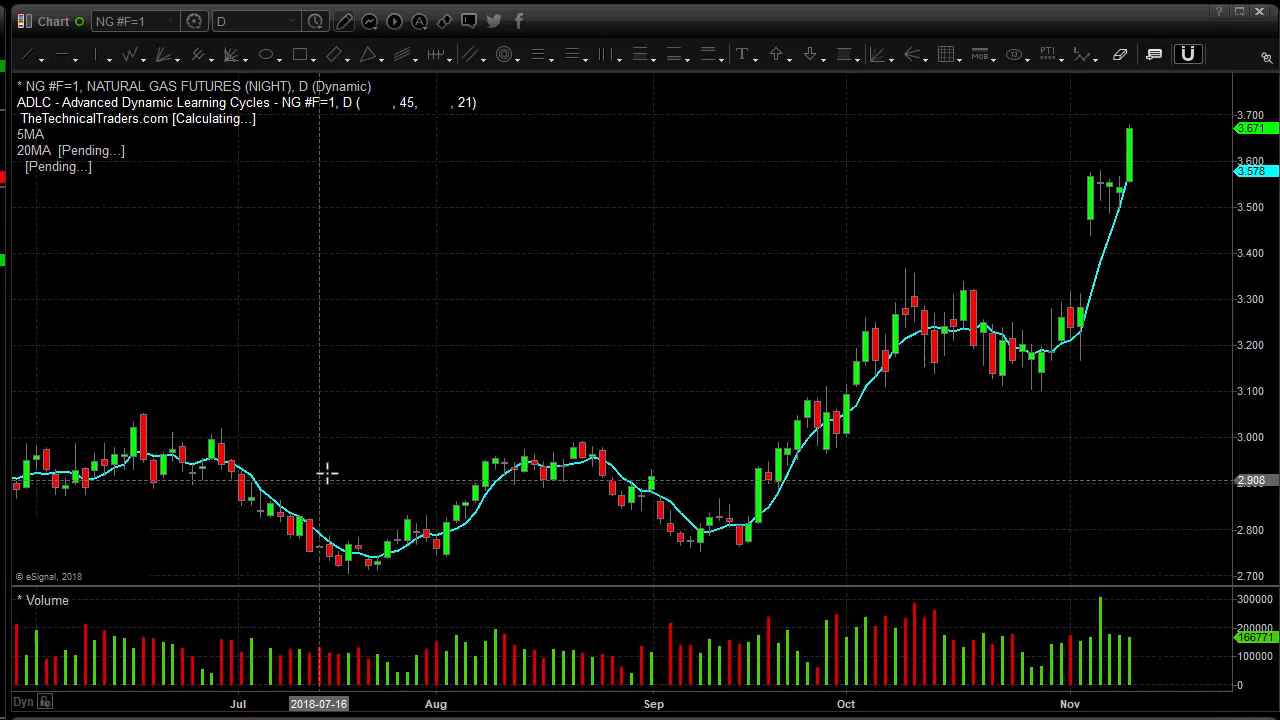 Chart NG #F=1 D
* NG #F=1, NATURAL GAS FUTURES (NIGHT), D (Dynamic)
ADLC - Advanced Dynamic Learning Cycles - NG #F=1, D ( , 45, , 21)
TheTechnicalTraders.com [Calculating...]
5MA
20MA [Pending...]
[Pending...]
3.700
3.671
3.600
3.578
3.500
3.400
3.300
3.200
3.100
3.000
2.908
2.800
2.700
© eSignal, 2018
* Volume
300000
200000
166771
100000
0
Dyn Jul 2018-07-16 Aug Sep Oct Nov